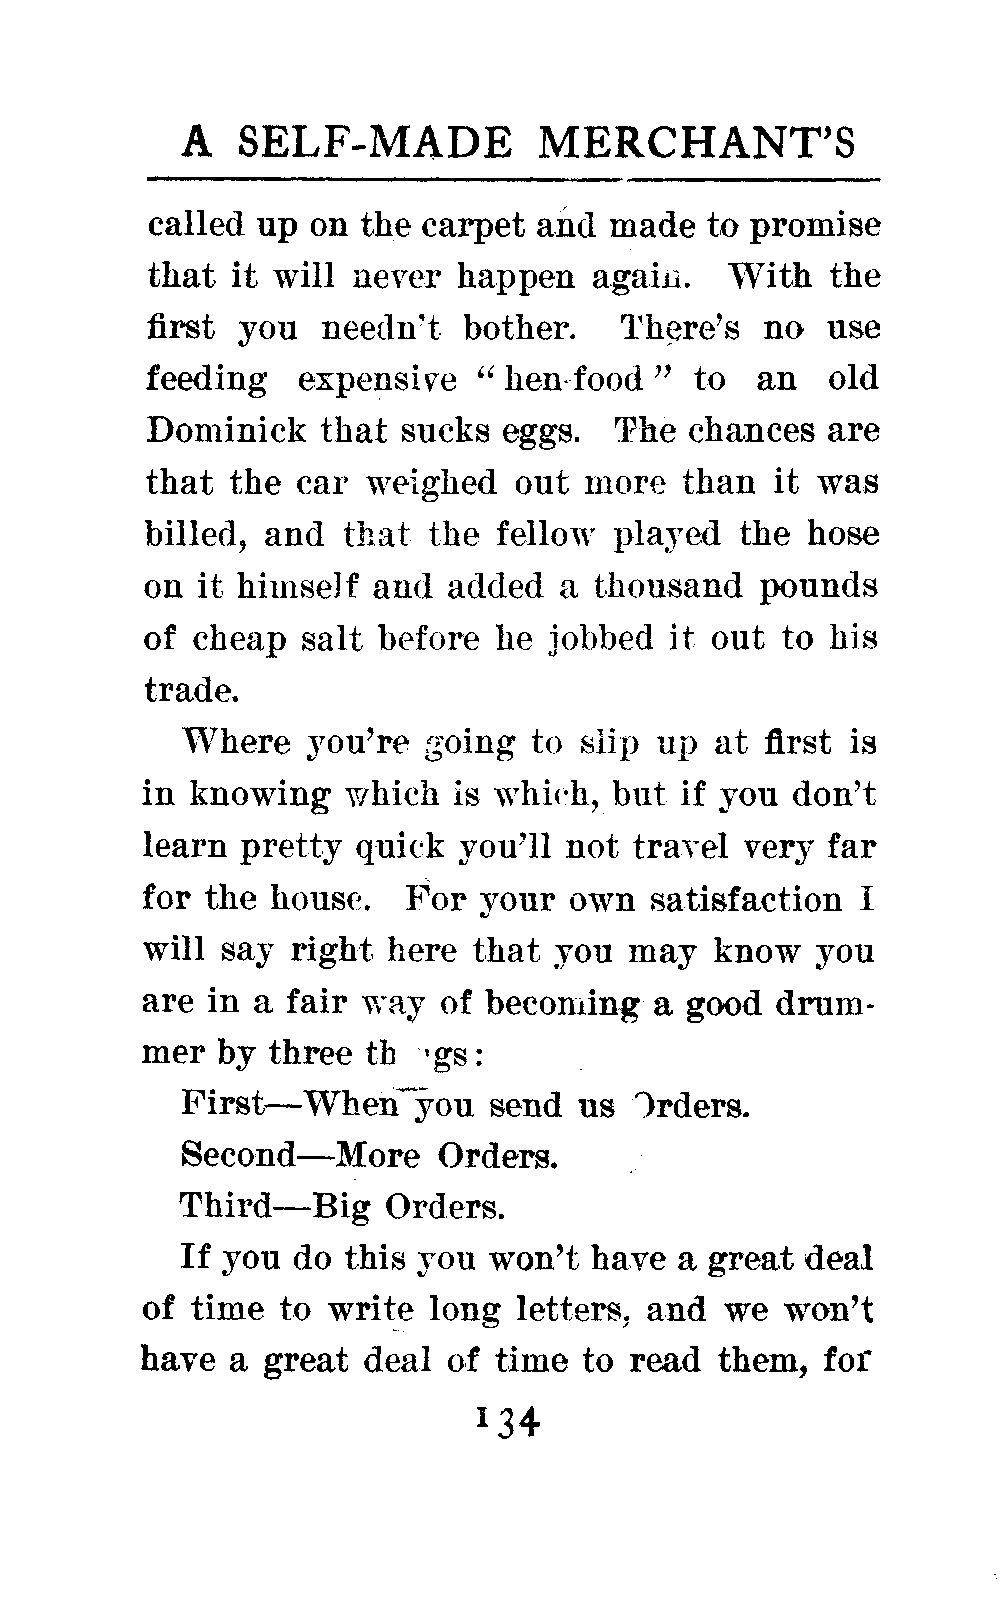 A SELF-MADE MERCHANT'S
called up on the carpet and made to promise
that it will never happen again. With the
first you needn't bother. There's no use
feeding expensive "hen-food" to an old
Dominick that sucks eggs. The chances are
that the car weighed out more than it was
billed, and that the fellow played the hose
on it himself and added a thousand pounds
of cheap salt before he jobbed it out to his
trade.
Where you're going to slip up at first is
in knowing which is which, but if you don't
learn pretty quick you'll not travel very far
for the house. For your own satisfaction I
will say right here that you may know you
are in a fair way of becoming a good drum-
mer by three things:
First—When you send us Orders.
Second—More Orders.
Third—Big Orders.
If you do this you won't have a great deal
of time to write long letters, and we won't
have a great deal of time to read them, for
134